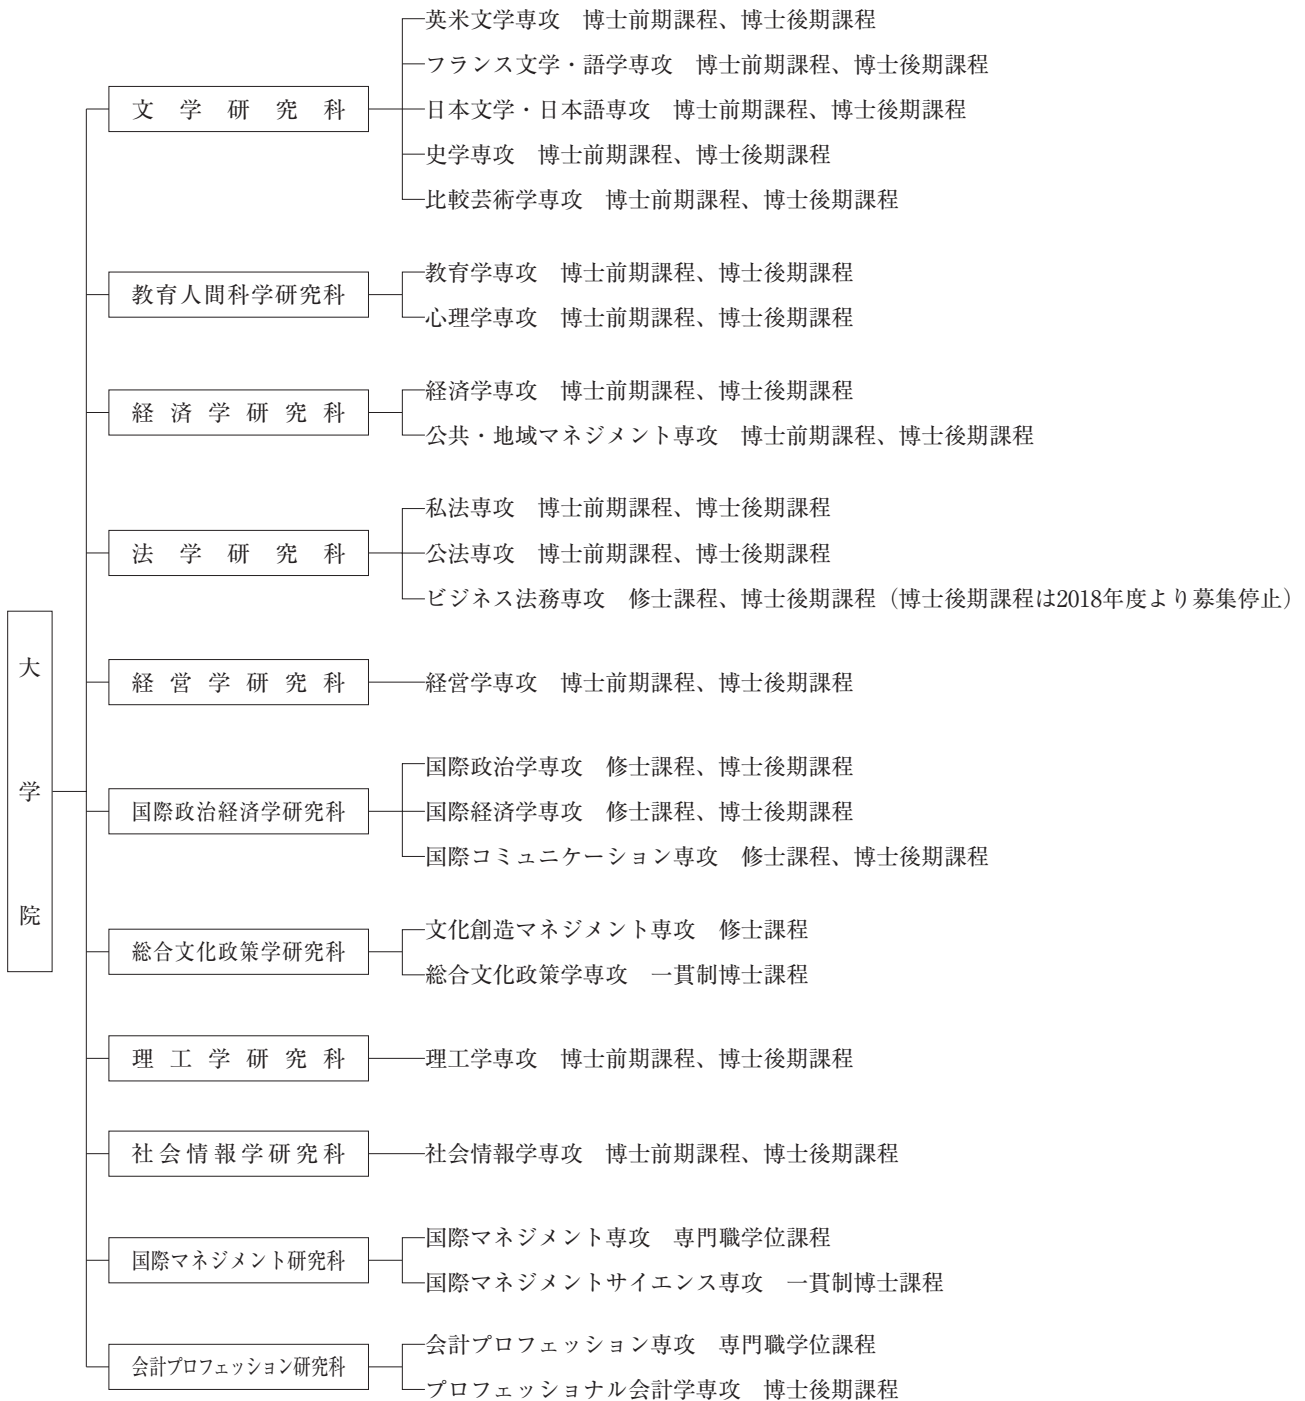 大学院
文学研究科
英米文学専攻　博士前期課程、博士後期課程
フランス文学・語学専攻　博士前期課程、博士後期課程
日本文学・日本語専攻　博士前期課程、博士後期課程
史学専攻　博士前期課程、博士後期課程
比較芸術学専攻　博士前期課程、博士後期課程
教育人間科学研究科
教育学専攻　博士前期課程、博士後期課程
心理学専攻　博士前期課程、博士後期課程
経済学研究科
経済学専攻　博士前期課程、博士後期課程
公共・地域マネジメント専攻　博士前期課程、博士後期課程
法学研究科
私法専攻　博士前期課程、博士後期課程
公法専攻　博士前期課程、博士後期課程
ビジネス法務専攻　修士課程、博士後期課程（博士後期課程は2018年度より募集停止）
経営学研究科
経営学専攻　博士前期課程、博士後期課程
国際政治経済学研究科
国際政治学専攻　修士課程、博士後期課程
国際経済学専攻　修士課程、博士後期課程
国際コミュニケーション専攻　修士課程、博士後期課程
総合文化政策学研究科
文化創造マネジメント専攻　修士課程
総合文化政策学専攻　一貫制博士課程
理工学研究科
理工学専攻　博士前期課程、博士後期課程
社会情報学研究科
社会情報学専攻　博士前期課程、博士後期課程
国際マネジメント研究科
国際マネジメント専攻　専門職学位課程
国際マネジメントサイエンス専攻　一貫制博士課程
会計プロフェッション研究科
会計プロフェッション専攻　専門職学位課程
プロフェッショナル会計学専攻　博士後期課程